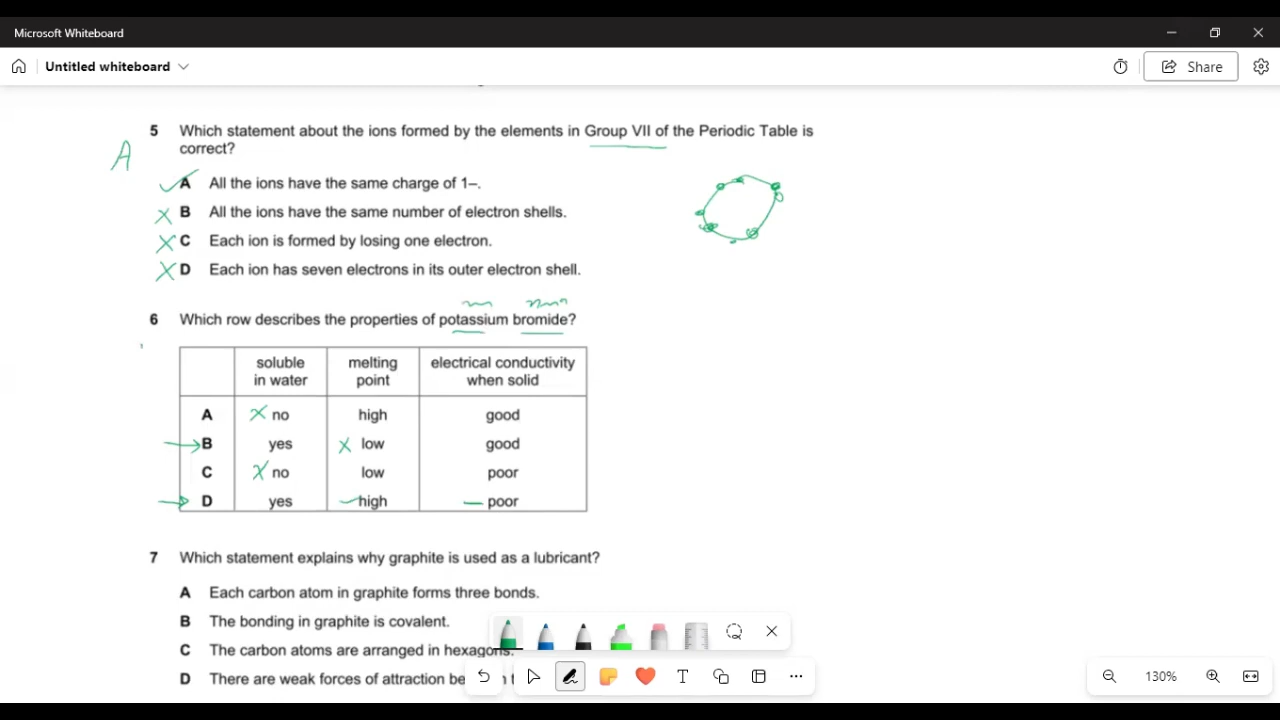 Microsoft Whiteboard
Untitled whiteboard
Share
5 Which statement about the ions formed by the elements in Group VII of the Periodic Table is
correct?
A
A All the ions have the same charge of 1–.
B All the ions have the same number of electron shells.
C Each ion is formed by losing one electron.
D Each ion has seven electrons in its outer electron shell.
6 Which row describes the properties of potassium bromide?
soluble in water melting point electrical conductivity when solid
A no high good
B yes low good
C no low poor
D yes high poor
7 Which statement explains why graphite is used as a lubricant?
A Each carbon atom in graphite forms three bonds.
B The bonding in graphite is covalent.
C The carbon atoms are arranged in hexagons.
D There are weak forces of attraction
130%